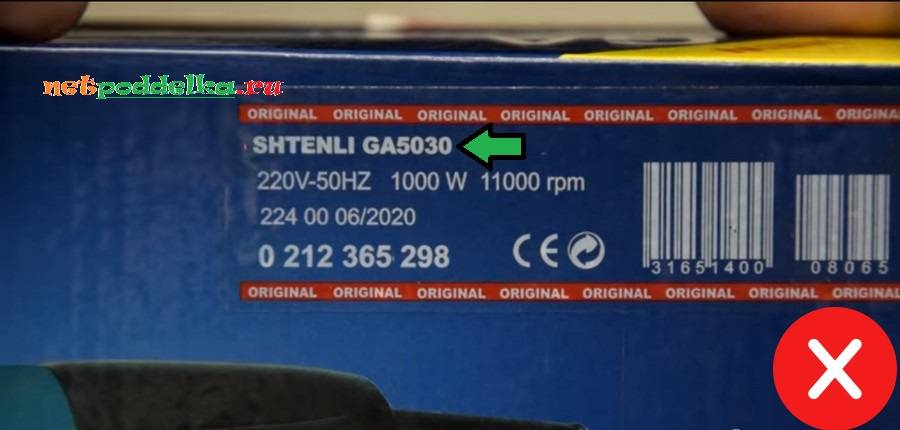 netpoddelka.ru
ORIGINAL ORIGINAL ORIGINAL ORIGINAL ORIGINAL ORIGINAL ORIGINAL ORIGINAL
SHTENLI GA5030
220V-50HZ 1000 W 11000 rpm
224 00 06/2020
0 212 365 298
CE
31651400
08065
ORIGINAL ORIGINAL ORIGINAL ORIGINAL ORIGINAL ORIGINAL ORIGINAL ORIGINAL